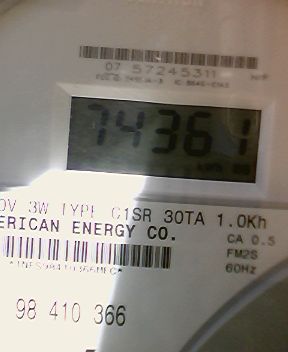 07 57245311
74361
kWh
0V 3W TYPE C1SR 30TA 1.0Kh
ERICAN ENERGY CO.
CA 0.5
FM2S
60Hz
98 410 366